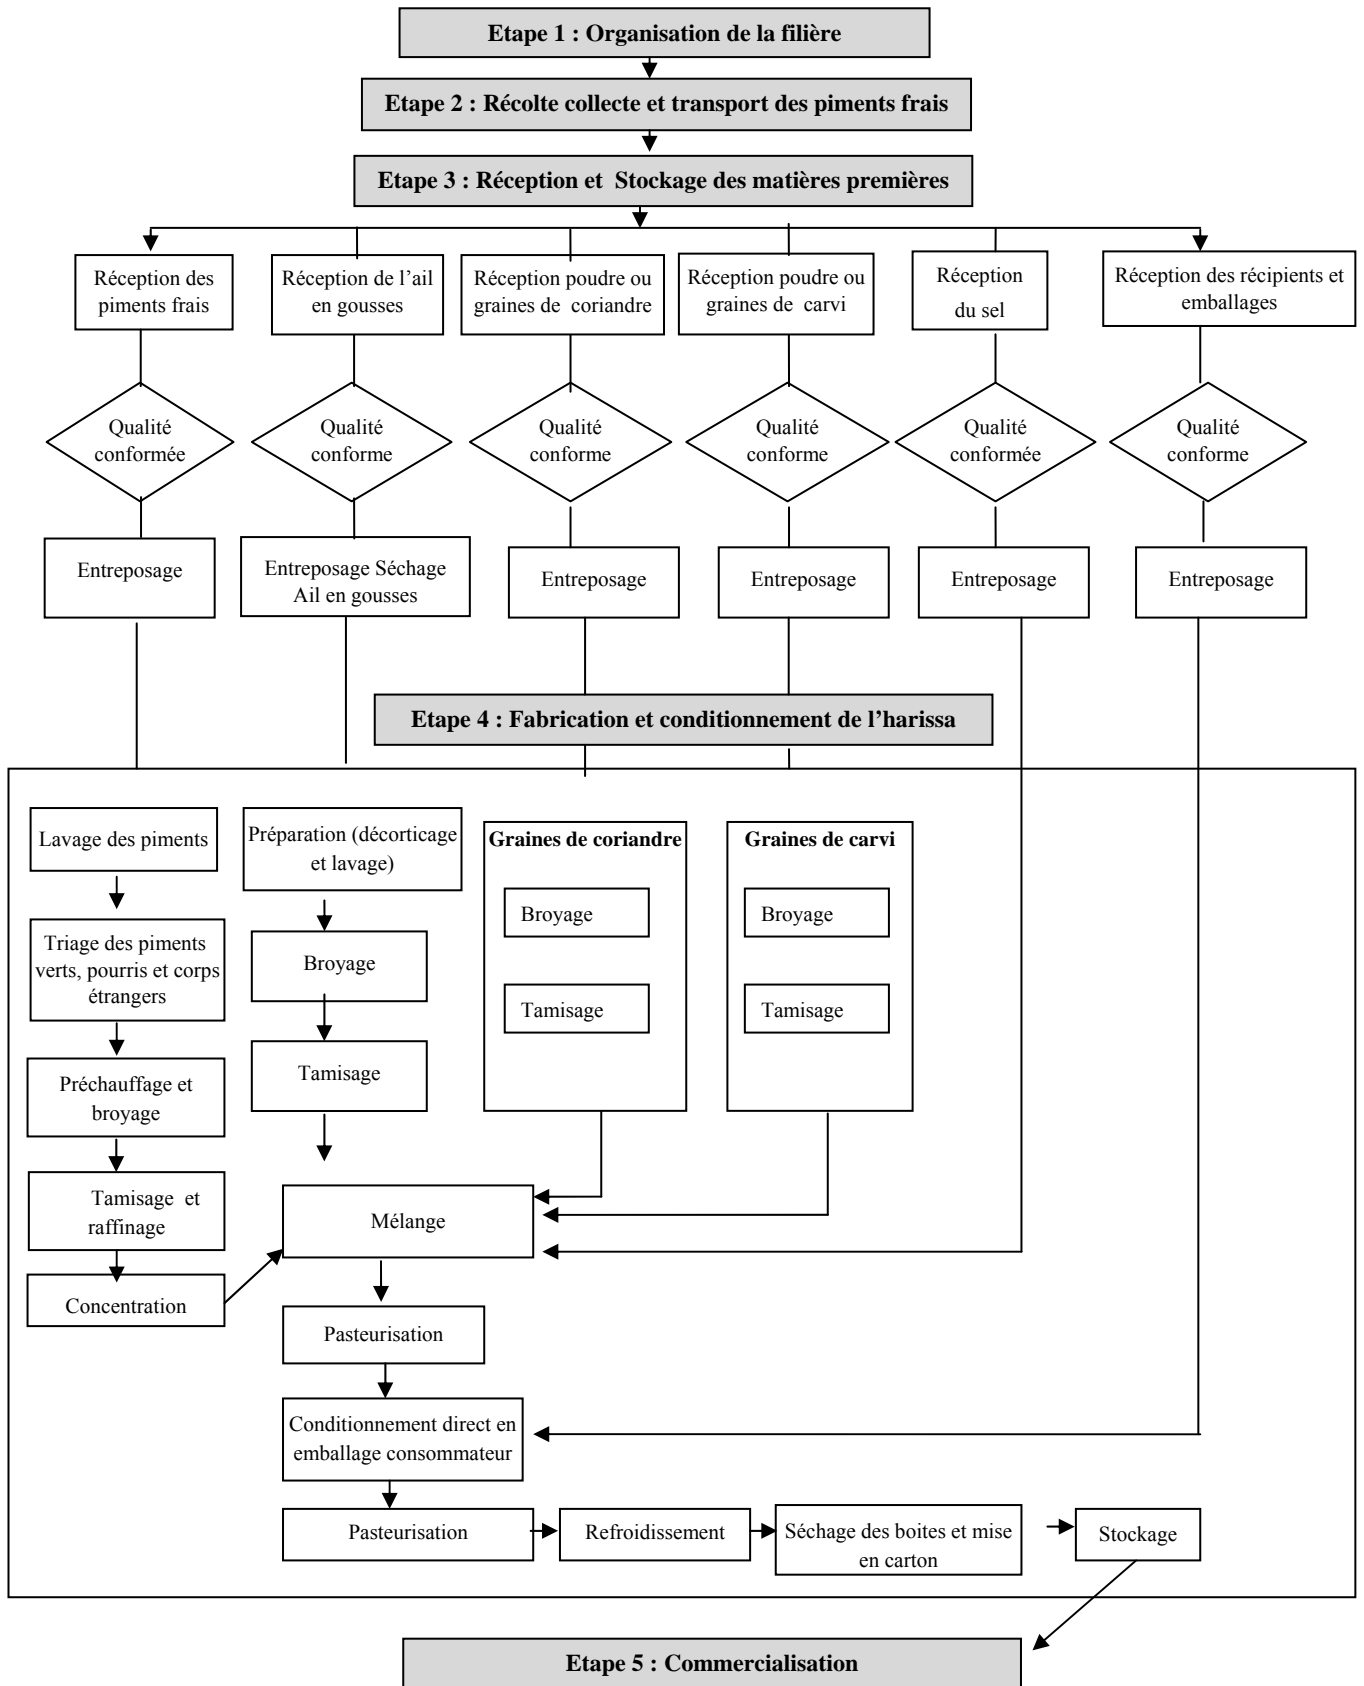 Etape 1 : Organisation de la filière
Etape 2 : Récolte collecte et transport des piments frais
Etape 3 : Réception et  Stockage des matières premières
Réception des
piments frais
Réception de l'ail
en gousses
Réception poudre ou
graines de  coriandre
Réception poudre ou
graines de  carvi
Réception
du sel
Réception des récipients et
emballages
Qualité
conformée
Qualité
conforme
Qualité
conforme
Qualité
conforme
Qualité
conformée
Qualité
conforme
Entreposage
Entreposage Séchage
Ail en gousses
Entreposage
Entreposage
Entreposage
Entreposage
Etape 4 : Fabrication et conditionnement de l'harissa
Lavage des piments
Triage des piments
verts, pourris et corps
étrangers
Préchauffage et
broyage
Tamisage  et
raffinage
Concentration
Préparation (décorticage
et lavage)
Broyage
Tamisage
Graines de coriandre
Broyage
Tamisage
Graines de carvi
Broyage
Tamisage
Mélange
Pasteurisation
Conditionnement direct en
emballage consommateur
Pasteurisation
Refroidissement
Séchage des boites et mise
en carton
Stockage
Etape 5 : Commercialisation